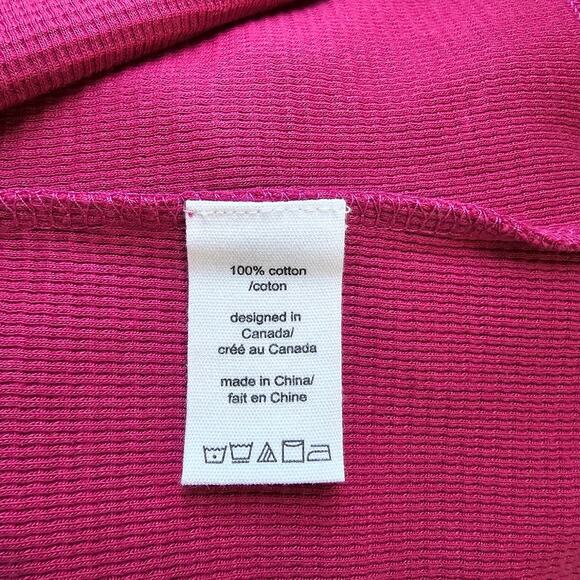 100% cotton
/coton
designed in
Canada/
créé au Canada
made in China/
fait en Chine